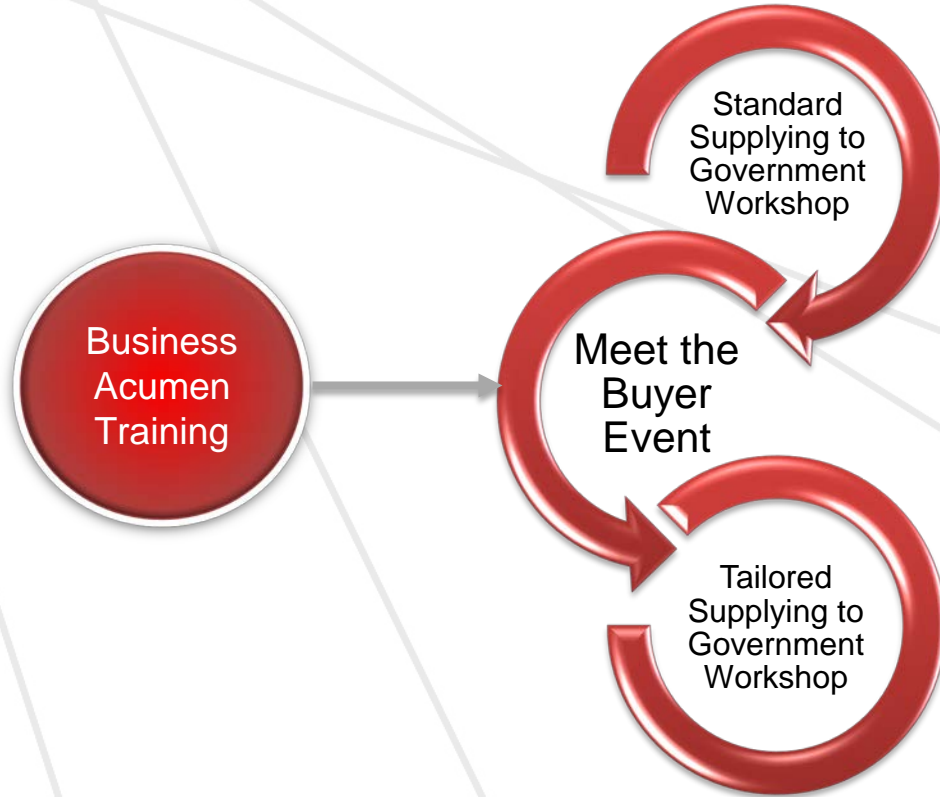 Business
Acumen
Training
Standard
Supplying to
Government
Workshop
Meet the
Buyer
Event
Tailored
Supplying to
Government
Workshop